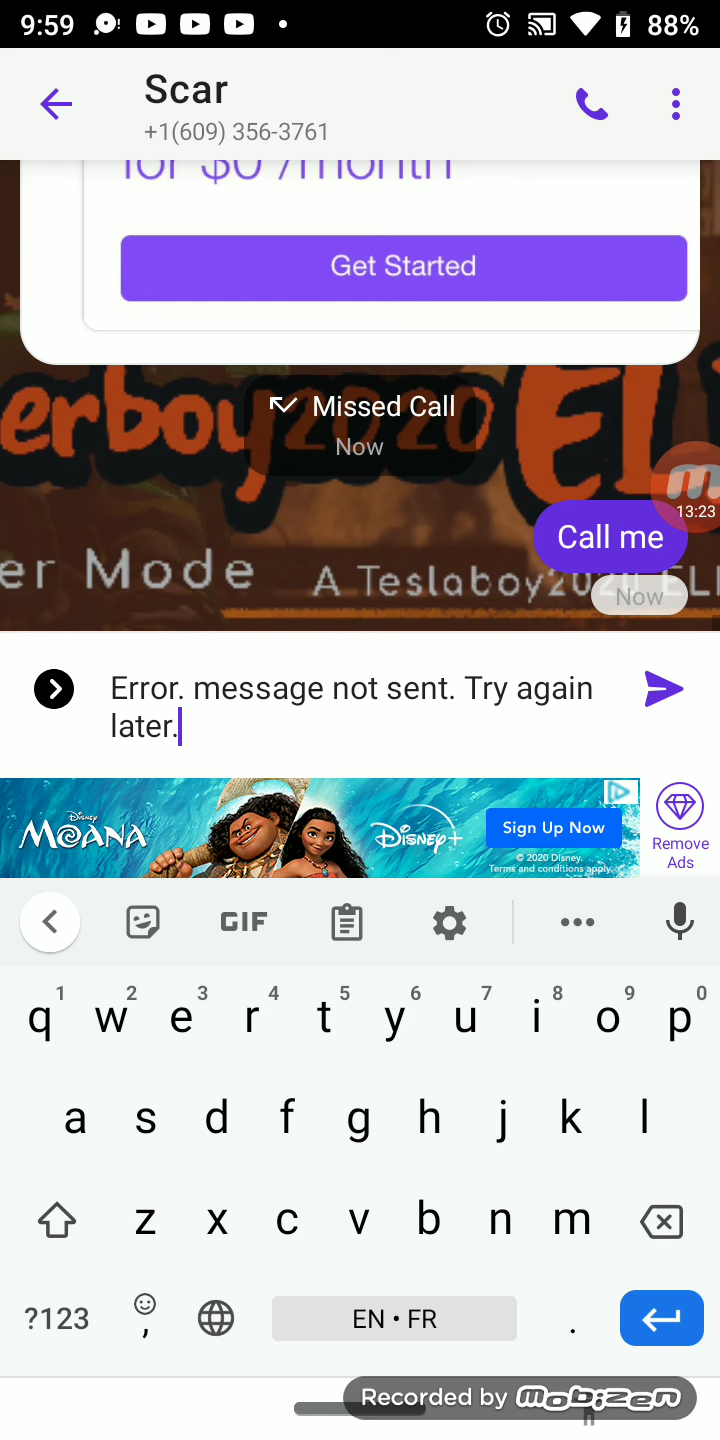 9:59
88%
Scar
+1(609) 356-3761
for $0 /month
Get Started
erboy2020 EL
Missed Call
Now
13:23
Call me
er Mode
A Teslaboy2020 ELI
Now
Error. message not sent. Try again
later.
Disney
MOANA
Disney+
Sign Up Now
© 2020 Disney.
Terms and conditions apply.
Remove
Ads
GIF
1 2 3 4 5 6 7 8 9 0
q w e r t y u i o p
a s d f g h j k l
z x c v b n m
?123 , EN • FR .
Recorded by mobizen